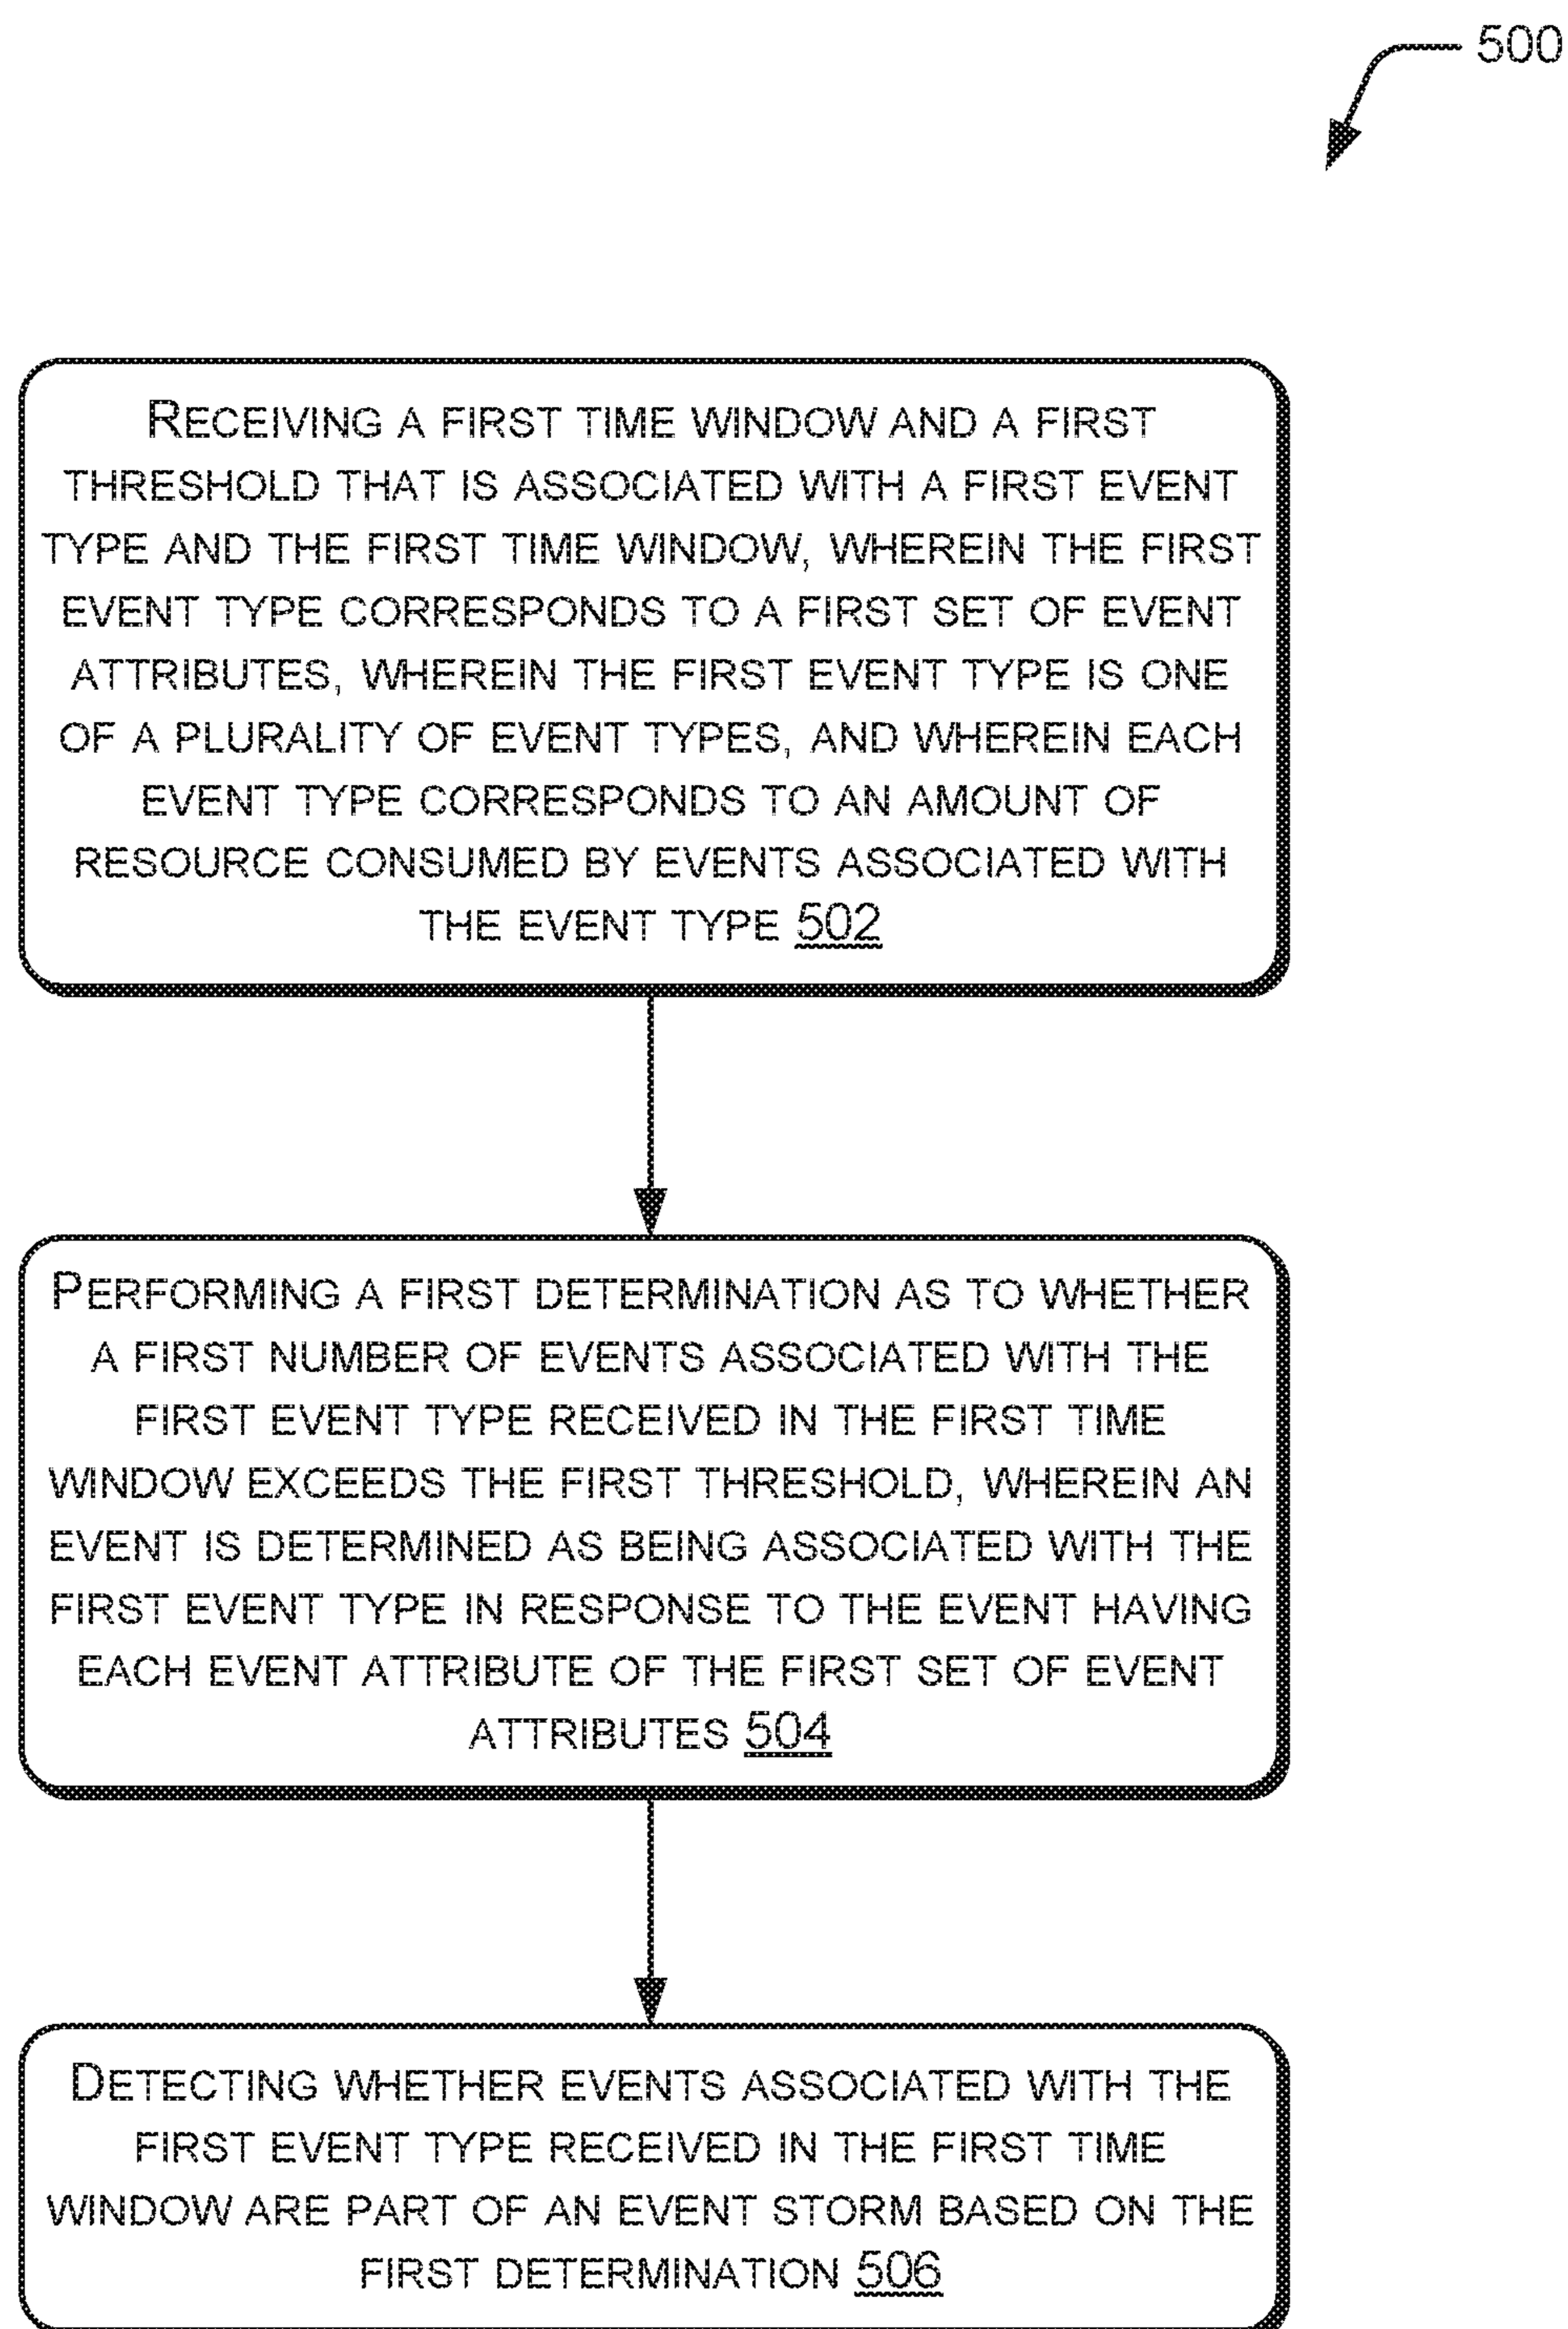 500
RECEIVING A FIRST TIME WINDOW AND A FIRST
THRESHOLD THAT IS ASSOCIATED WITH A FIRST EVENT
TYPE AND THE FIRST TIME WINDOW, WHEREIN THE FIRST
EVENT TYPE CORRESPONDS TO A FIRST SET OF EVENT
ATTRIBUTES, WHEREIN THE FIRST EVENT TYPE IS ONE
OF A PLURALITY OF EVENT TYPES, AND WHEREIN EACH
EVENT TYPE CORRESPONDS TO AN AMOUNT OF
RESOURCE CONSUMED BY EVENTS ASSOCIATED WITH
THE EVENT TYPE 502
PERFORMING A FIRST DETERMINATION AS TO WHETHER
A FIRST NUMBER OF EVENTS ASSOCIATED WITH THE
FIRST EVENT TYPE RECEIVED IN THE FIRST TIME
WINDOW EXCEEDS THE FIRST THRESHOLD, WHEREIN AN
EVENT IS DETERMINED AS BEING ASSOCIATED WITH THE
FIRST EVENT TYPE IN RESPONSE TO THE EVENT HAVING
EACH EVENT ATTRIBUTE OF THE FIRST SET OF EVENT
ATTRIBUTES 504
DETECTING WHETHER EVENTS ASSOCIATED WITH THE
FIRST EVENT TYPE RECEIVED IN THE FIRST TIME
WINDOW ARE PART OF AN EVENT STORM BASED ON THE
FIRST DETERMINATION 506